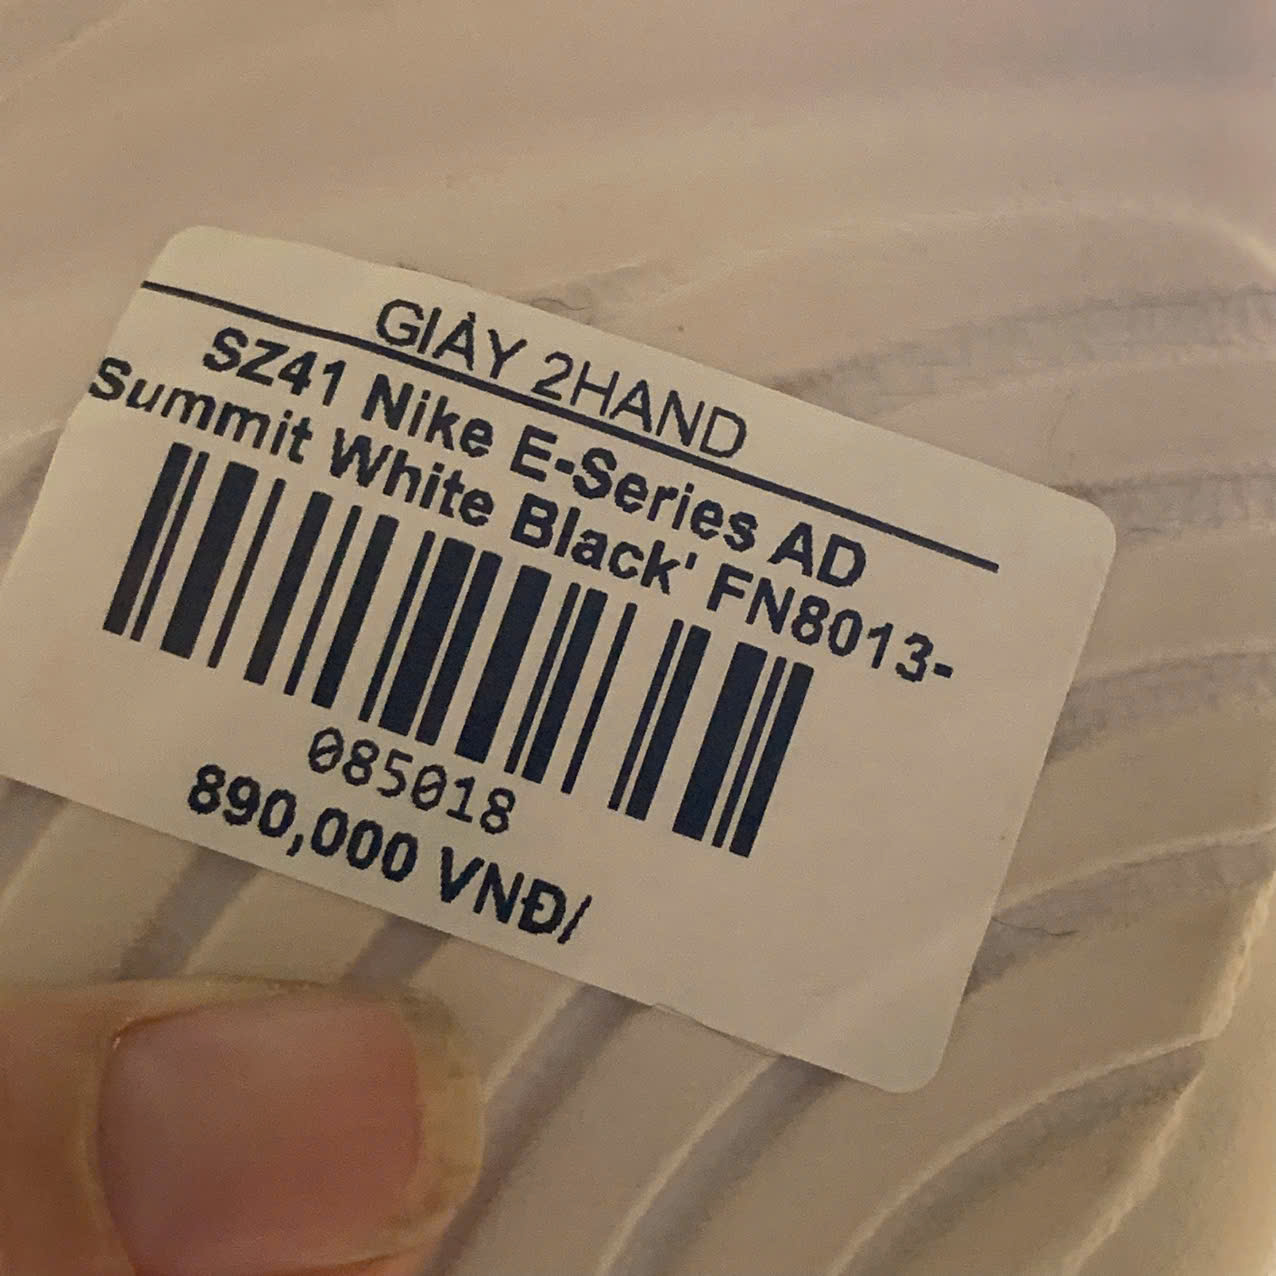 GIÀY 2HAND
SZ41 Nike E-Series AD
Summit White Black' FN8013-
085018
890,000 VNĐ/